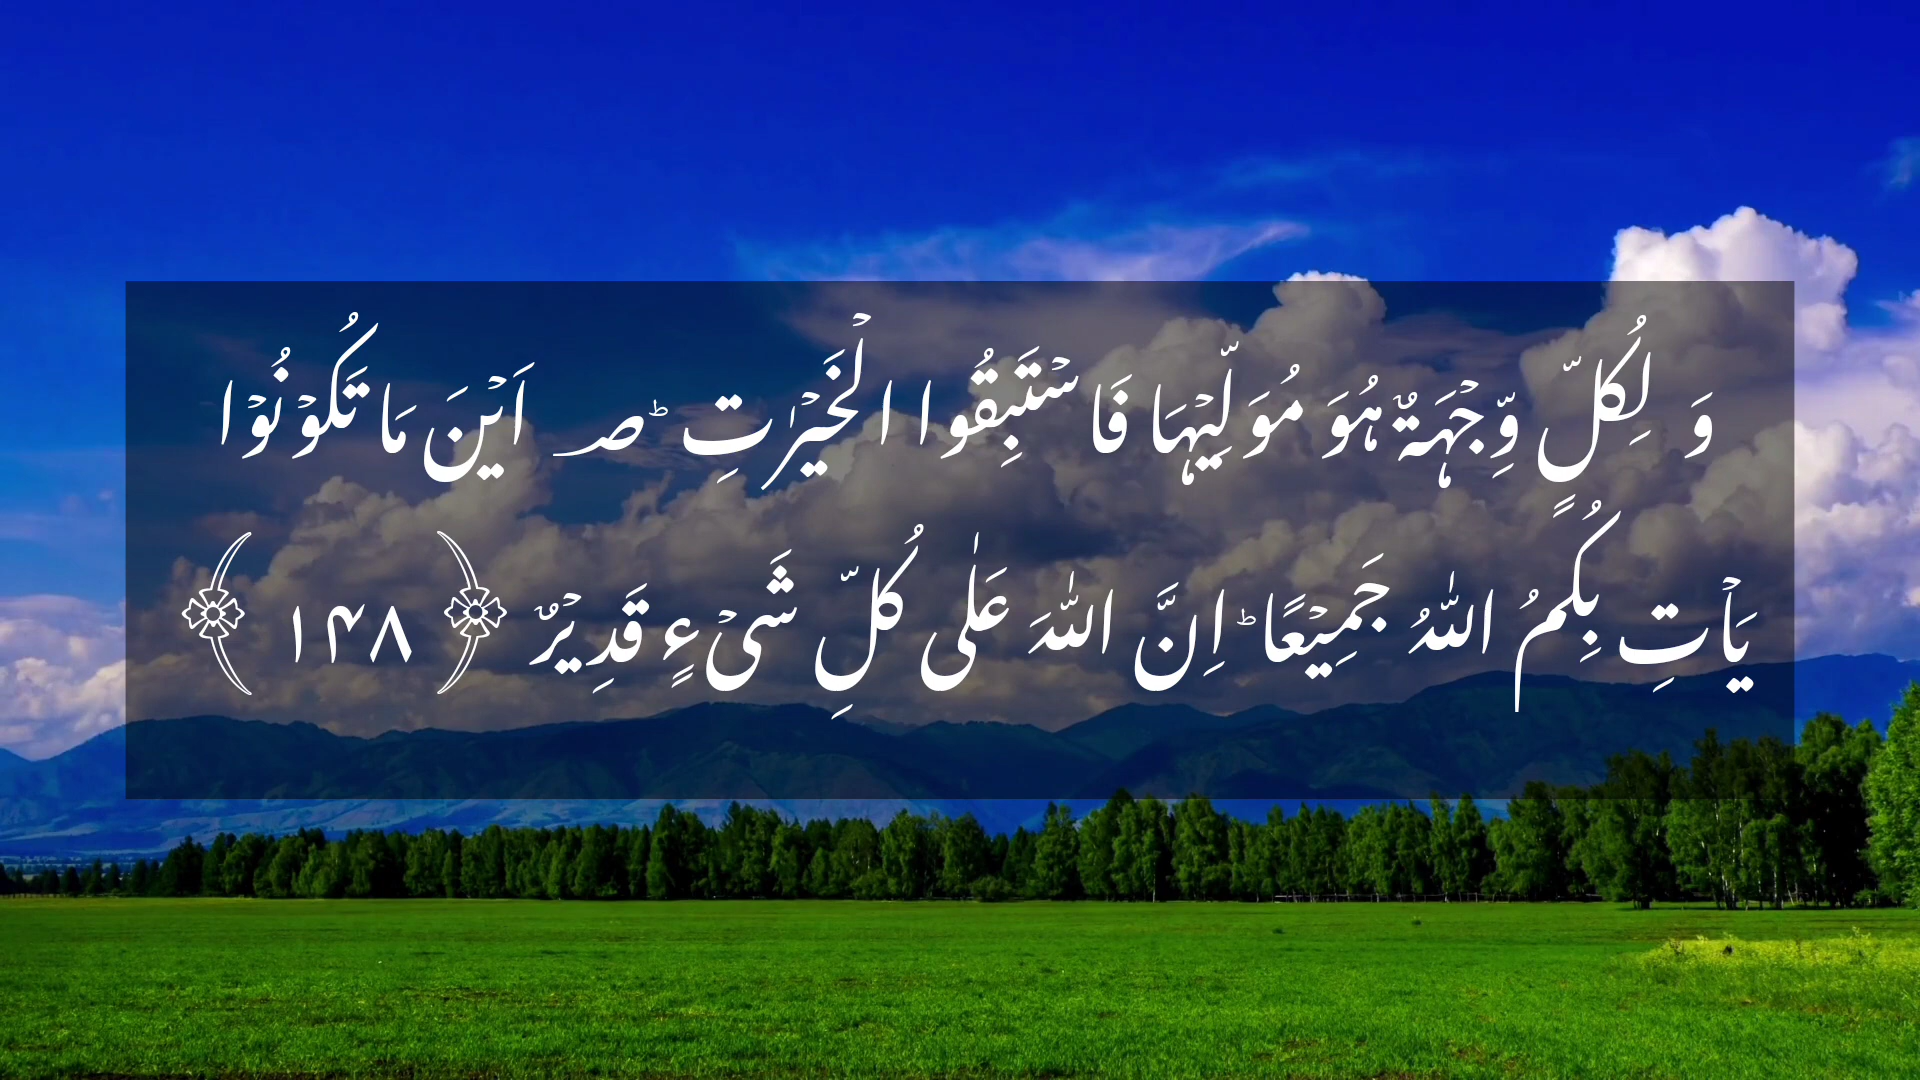 وَ لِکُلٍّ وِّجۡہَۃٌ ہُوَ مُوَلِّیۡہَا فَاسۡتَبِقُوا الۡخَیۡرٰتِ ؕ؃ اَیۡنَ مَا تَکُوۡنُوۡا
یَاۡتِ بِکُمُ اللّٰہُ جَمِیۡعًا ؕ اِنَّ اللّٰہَ عَلٰی کُلِّ شَیۡءٍ قَدِیۡرٌ ﴿۱۴۸﴾